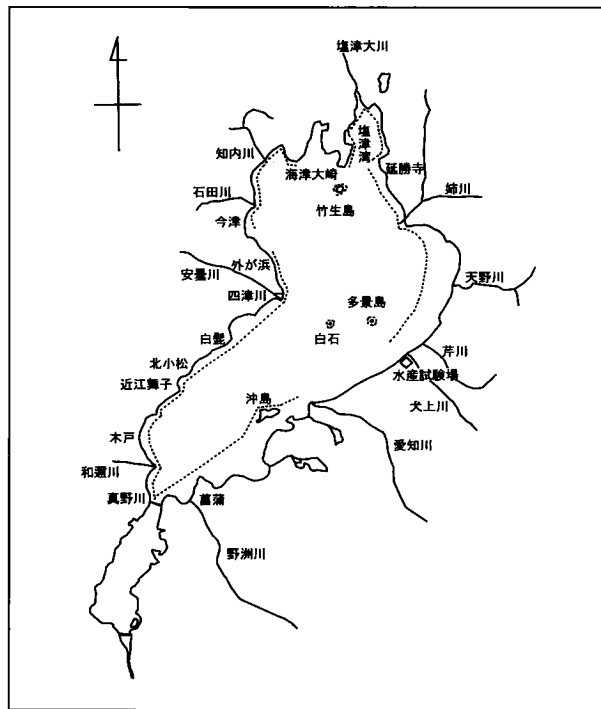 塩津大川
塩津湾
知内川
海津大崎
延勝寺
石田川
竹生島
姉川
今津
外が浜
安曇川
天野川
四津川
多景島
白髭
白石
芹川
北小松
水産試験場
近江舞子
沖島
犬上川
木戸
愛知川
和邇川
真野川
菖蒲
野洲川